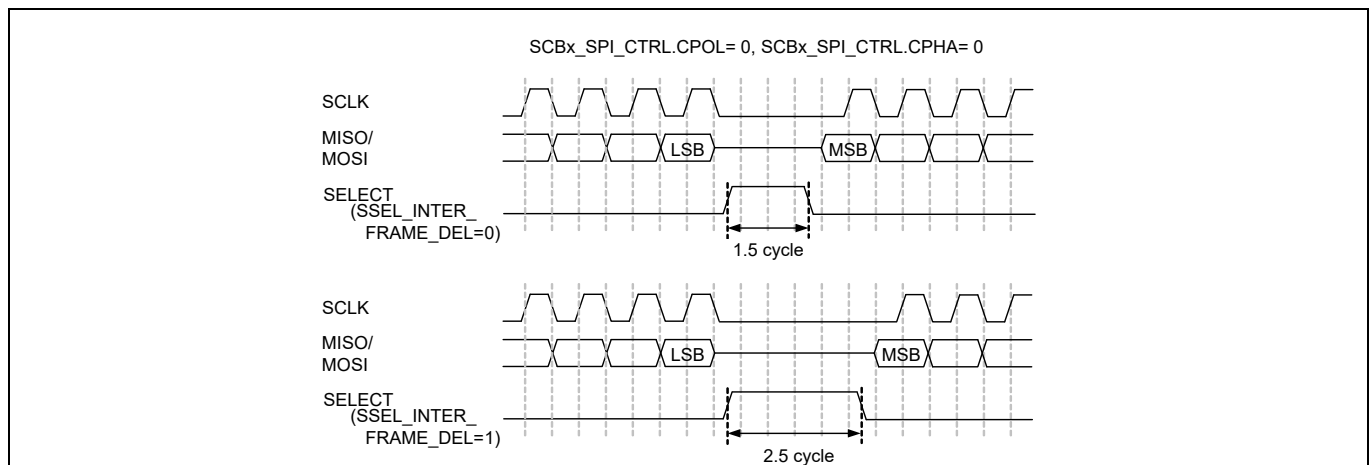 SCBx_SPI_CTRL.CPOL= 0, SCBx_SPI_CTRL.CPHA= 0
SCLK
MISO/
MOSI
LSB
MSB
SELECT
(SSEL_INTER_
FRAME_DEL=0)
1.5 cycle
SCLK
MISO/
MOSI
LSB
MSB
SELECT
(SSEL_INTER_
FRAME_DEL=1)
2.5 cycle